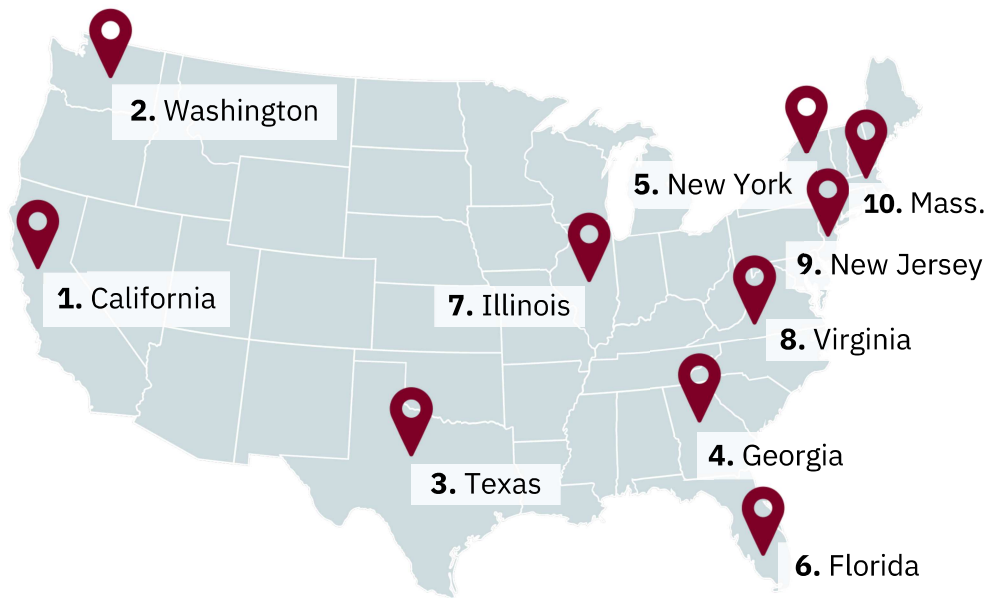 2. Washington
5. New York
10. Mass.
9. New Jersey
1. California
7. Illinois
8. Virginia
4. Georgia
3. Texas
6. Florida